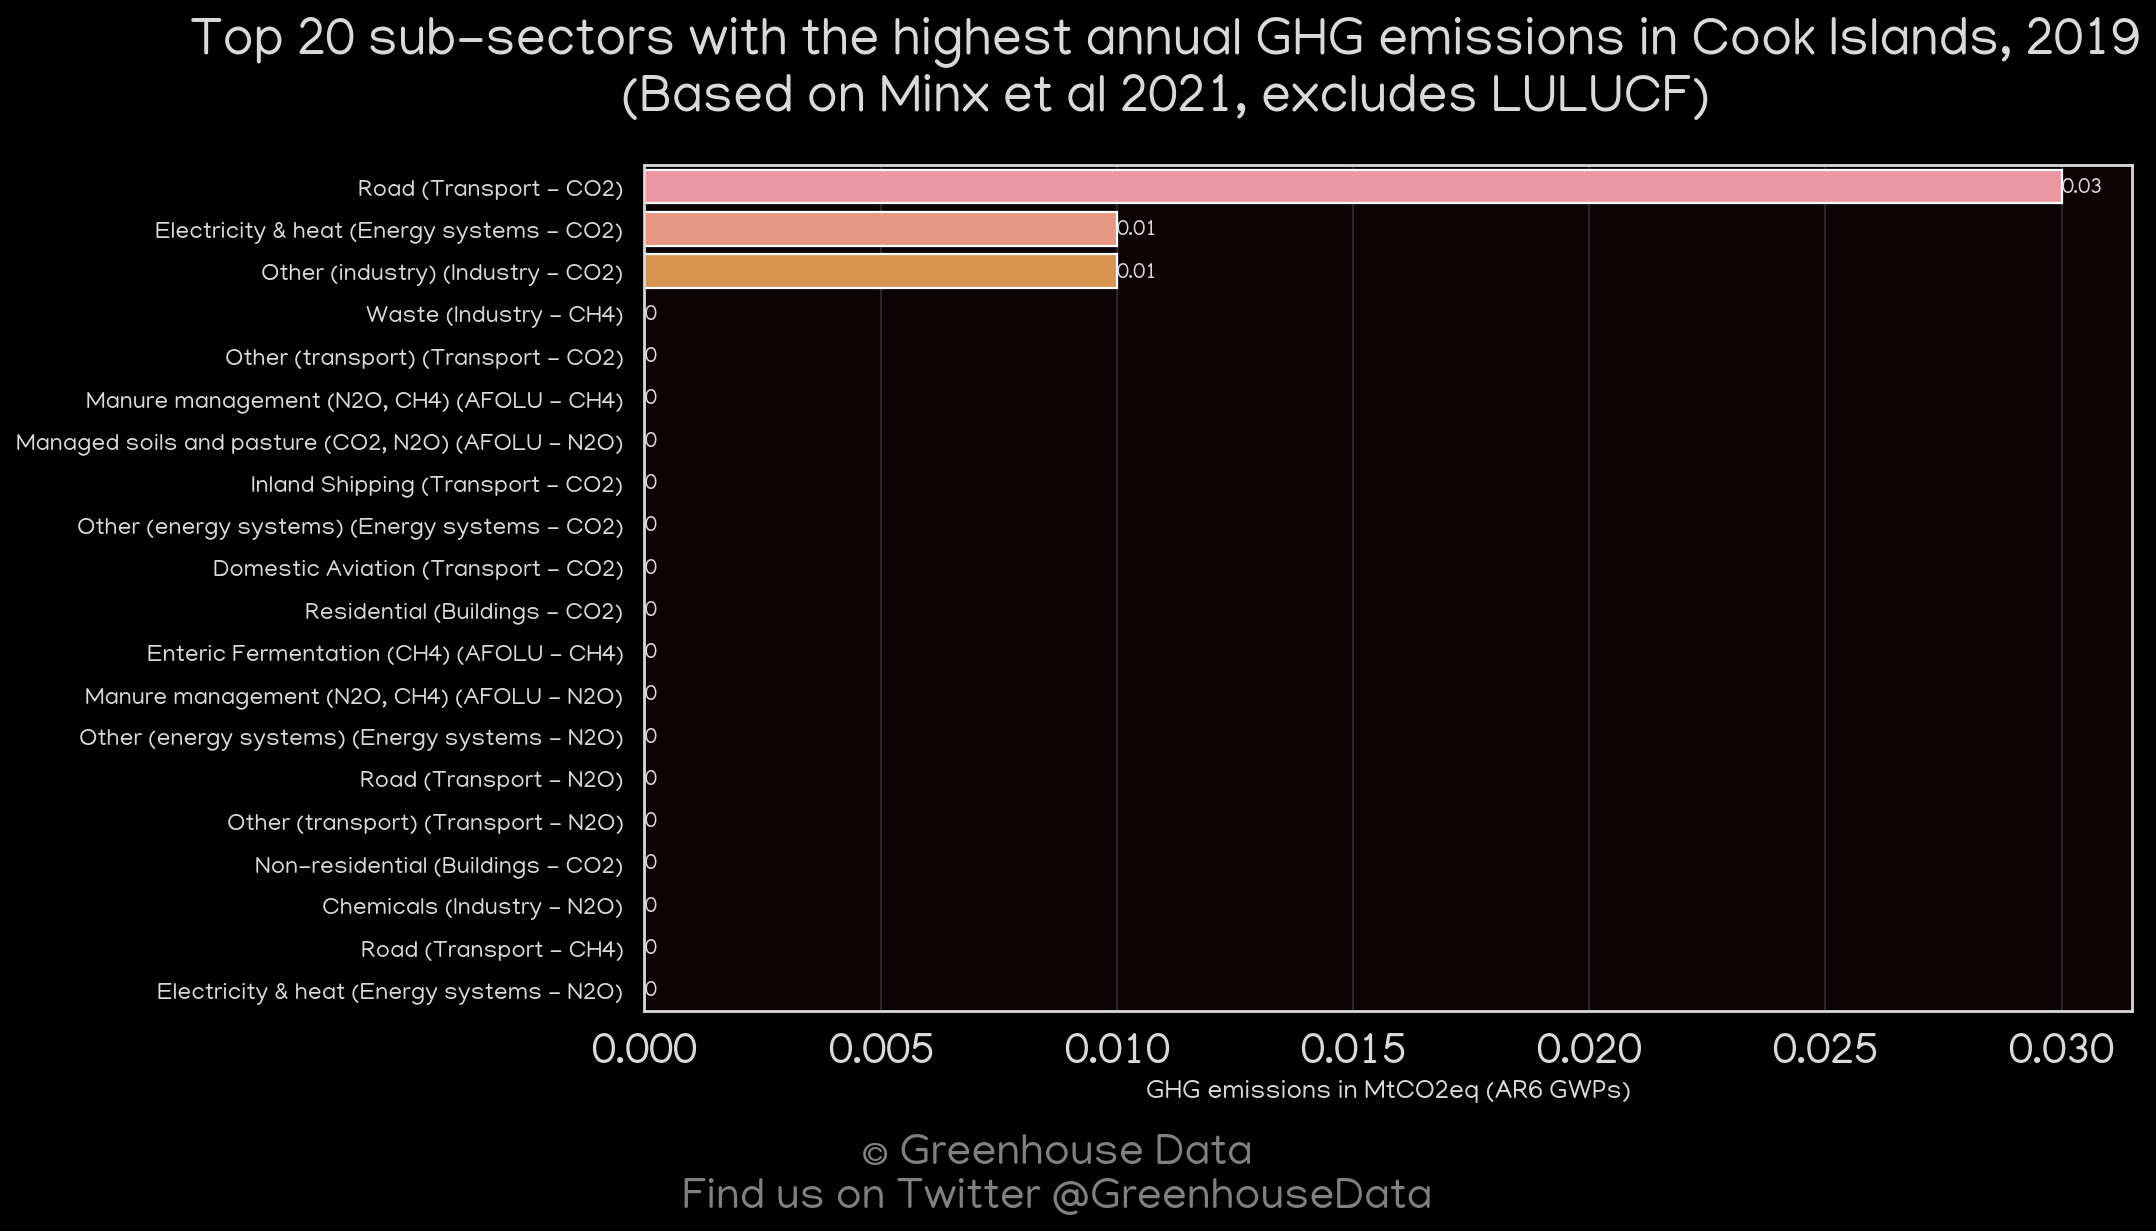 Top 20 sub-sectors with the highest annual GHG emissions in Cook Islands, 2019
(Based on Minx et al 2021, excludes LULUCF)
Road (Transport - CO2) 0.03
Electricity & heat (Energy systems - CO2) 0.01
Other (industry) (Industry - CO2) 0.01
Waste (Industry - CH4) 0
Other (transport) (Transport - CO2) 0
Manure management (N2O, CH4) (AFOLU - CH4) 0
Managed soils and pasture (CO2, N2O) (AFOLU - N2O) 0
Inland Shipping (Transport - CO2) 0
Other (energy systems) (Energy systems - CO2) 0
Domestic Aviation (Transport - CO2) 0
Residential (Buildings - CO2) 0
Enteric Fermentation (CH4) (AFOLU - CH4) 0
Manure management (N2O, CH4) (AFOLU - N2O) 0
Other (energy systems) (Energy systems - N2O) 0
Road (Transport - N2O) 0
Other (transport) (Transport - N2O) 0
Non-residential (Buildings - CO2) 0
Chemicals (Industry - N2O) 0
Road (Transport - CH4) 0
Electricity & heat (Energy systems - N2O) 0
0.000 0.005 0.010 0.015 0.020 0.025 0.030
GHG emissions in MtCO2eq (AR6 GWPs)
© Greenhouse Data
Find us on Twitter @GreenhouseData